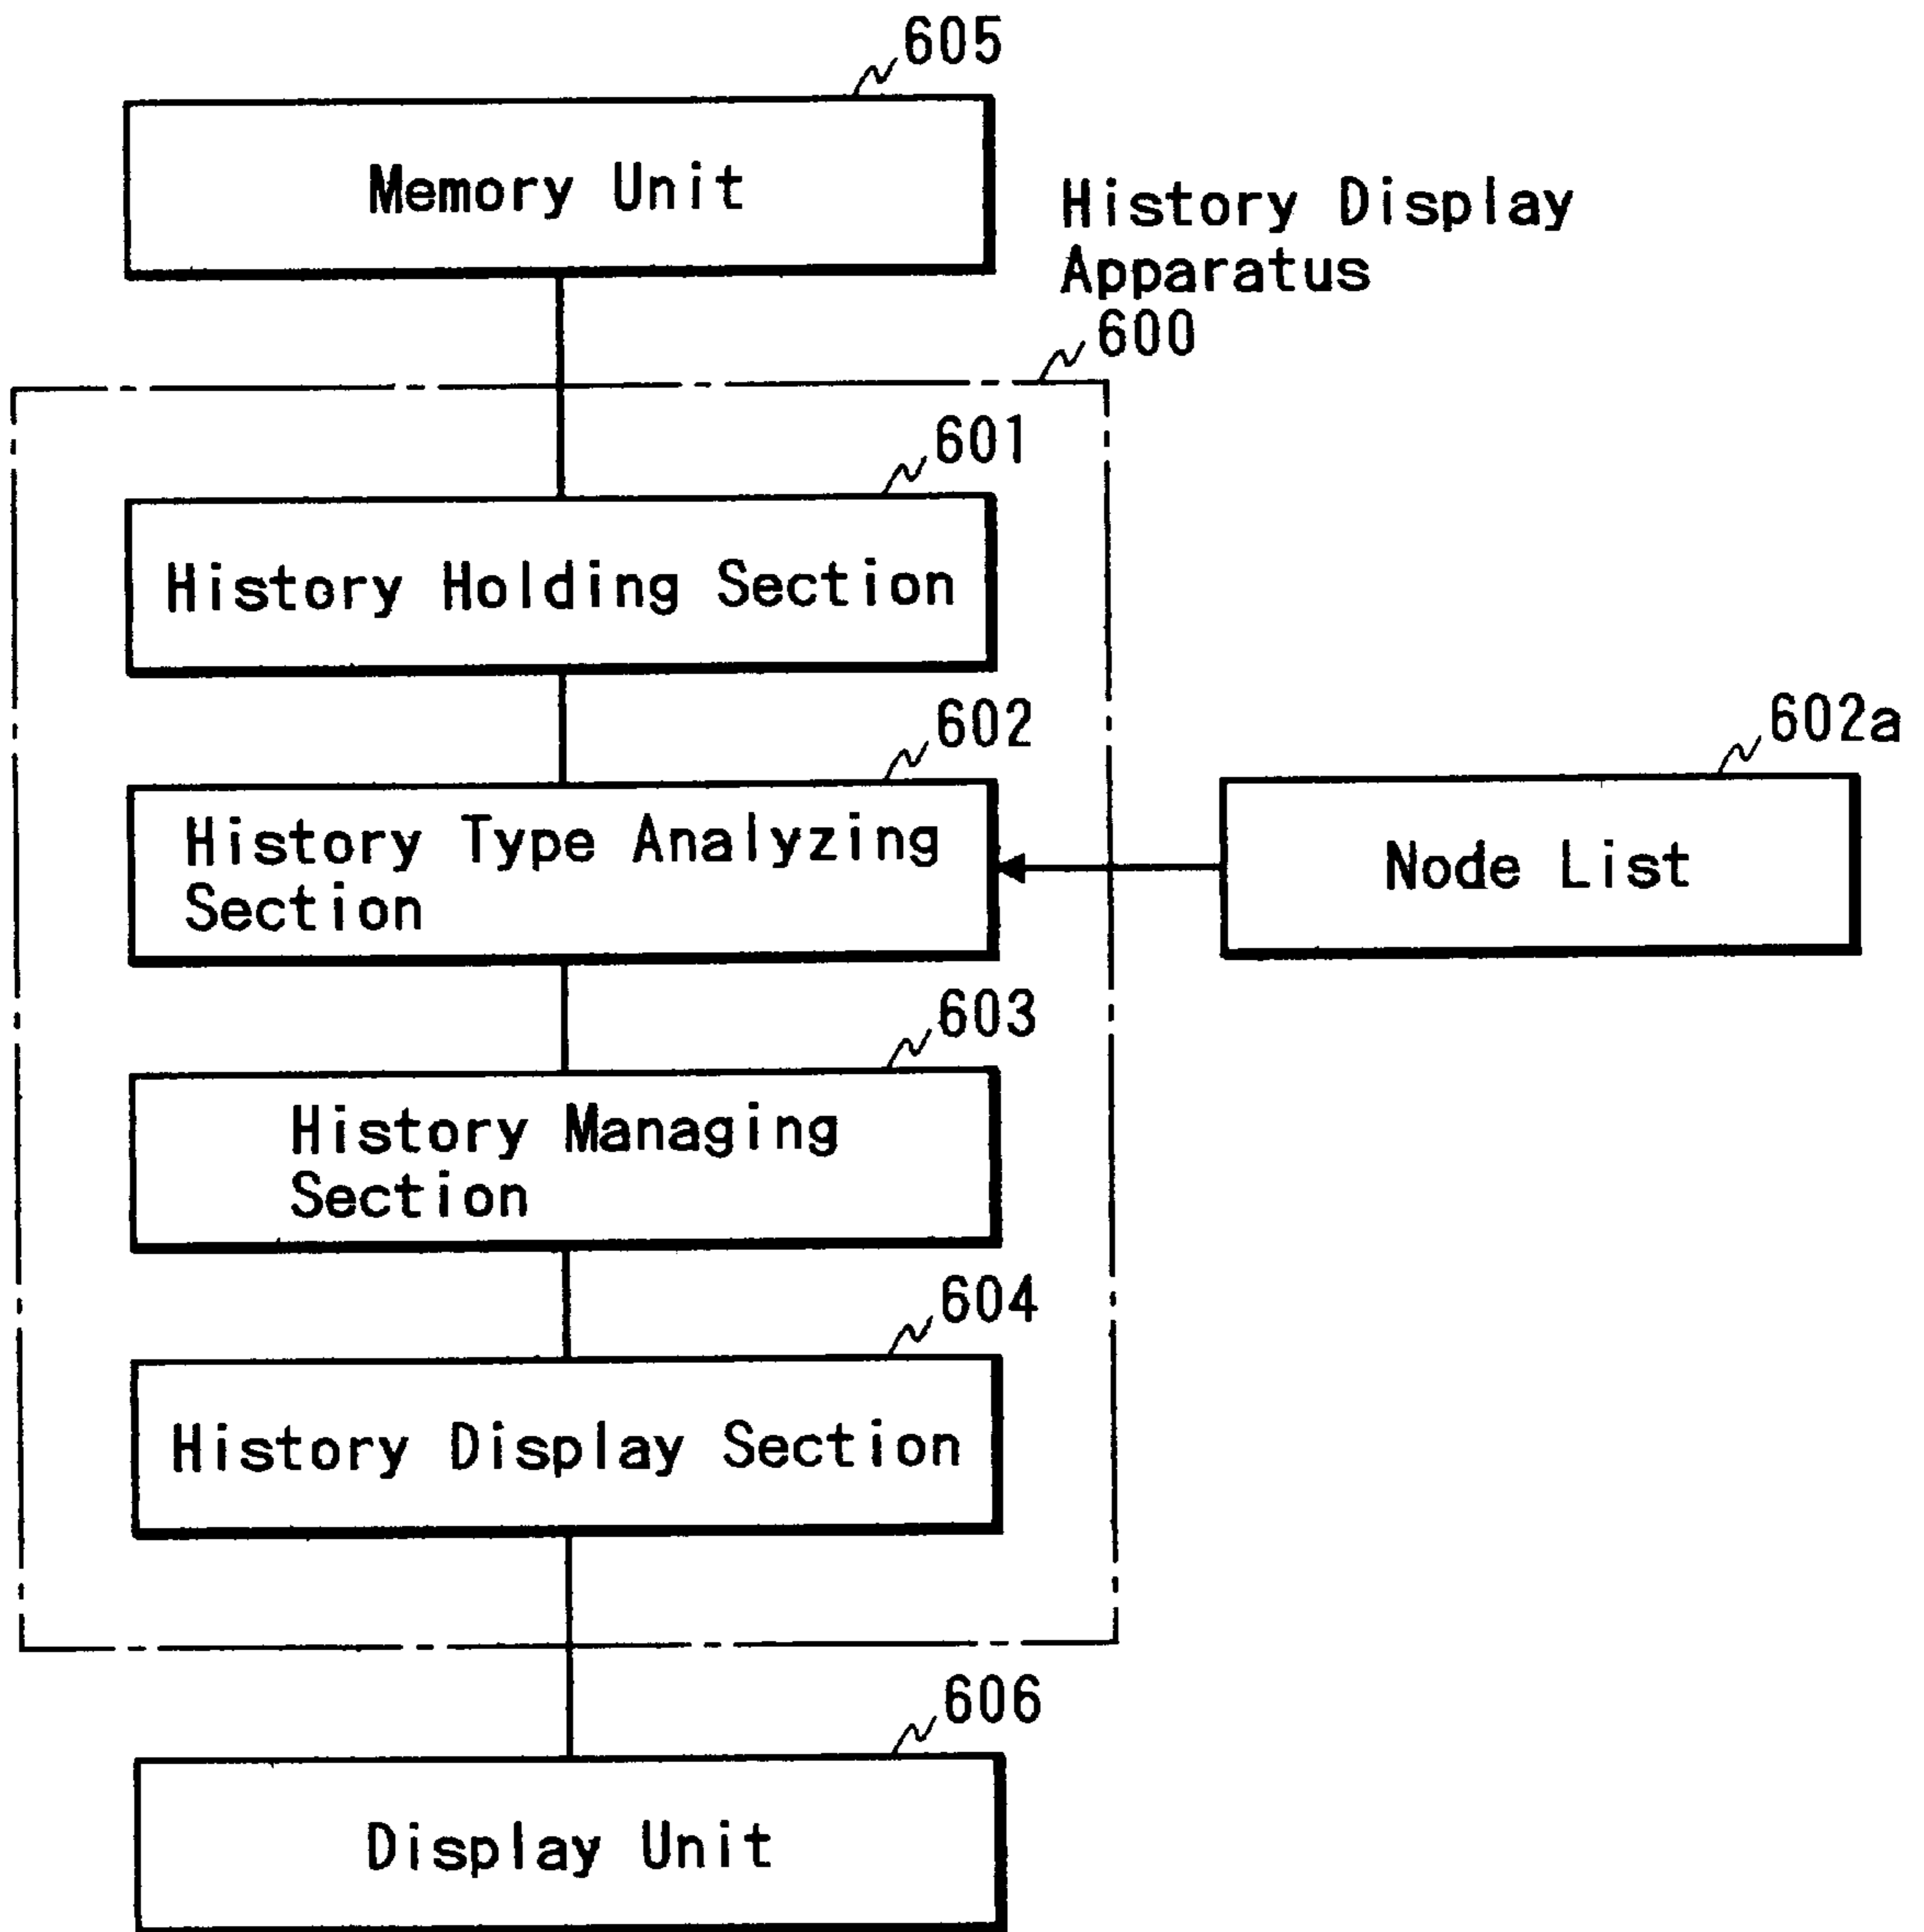 605
Memory Unit
History Display
Apparatus
600
601
History Holding Section
602
History Type Analyzing
Section
602a
Node List
603
History Managing
Section
604
History Display Section
606
Display Unit